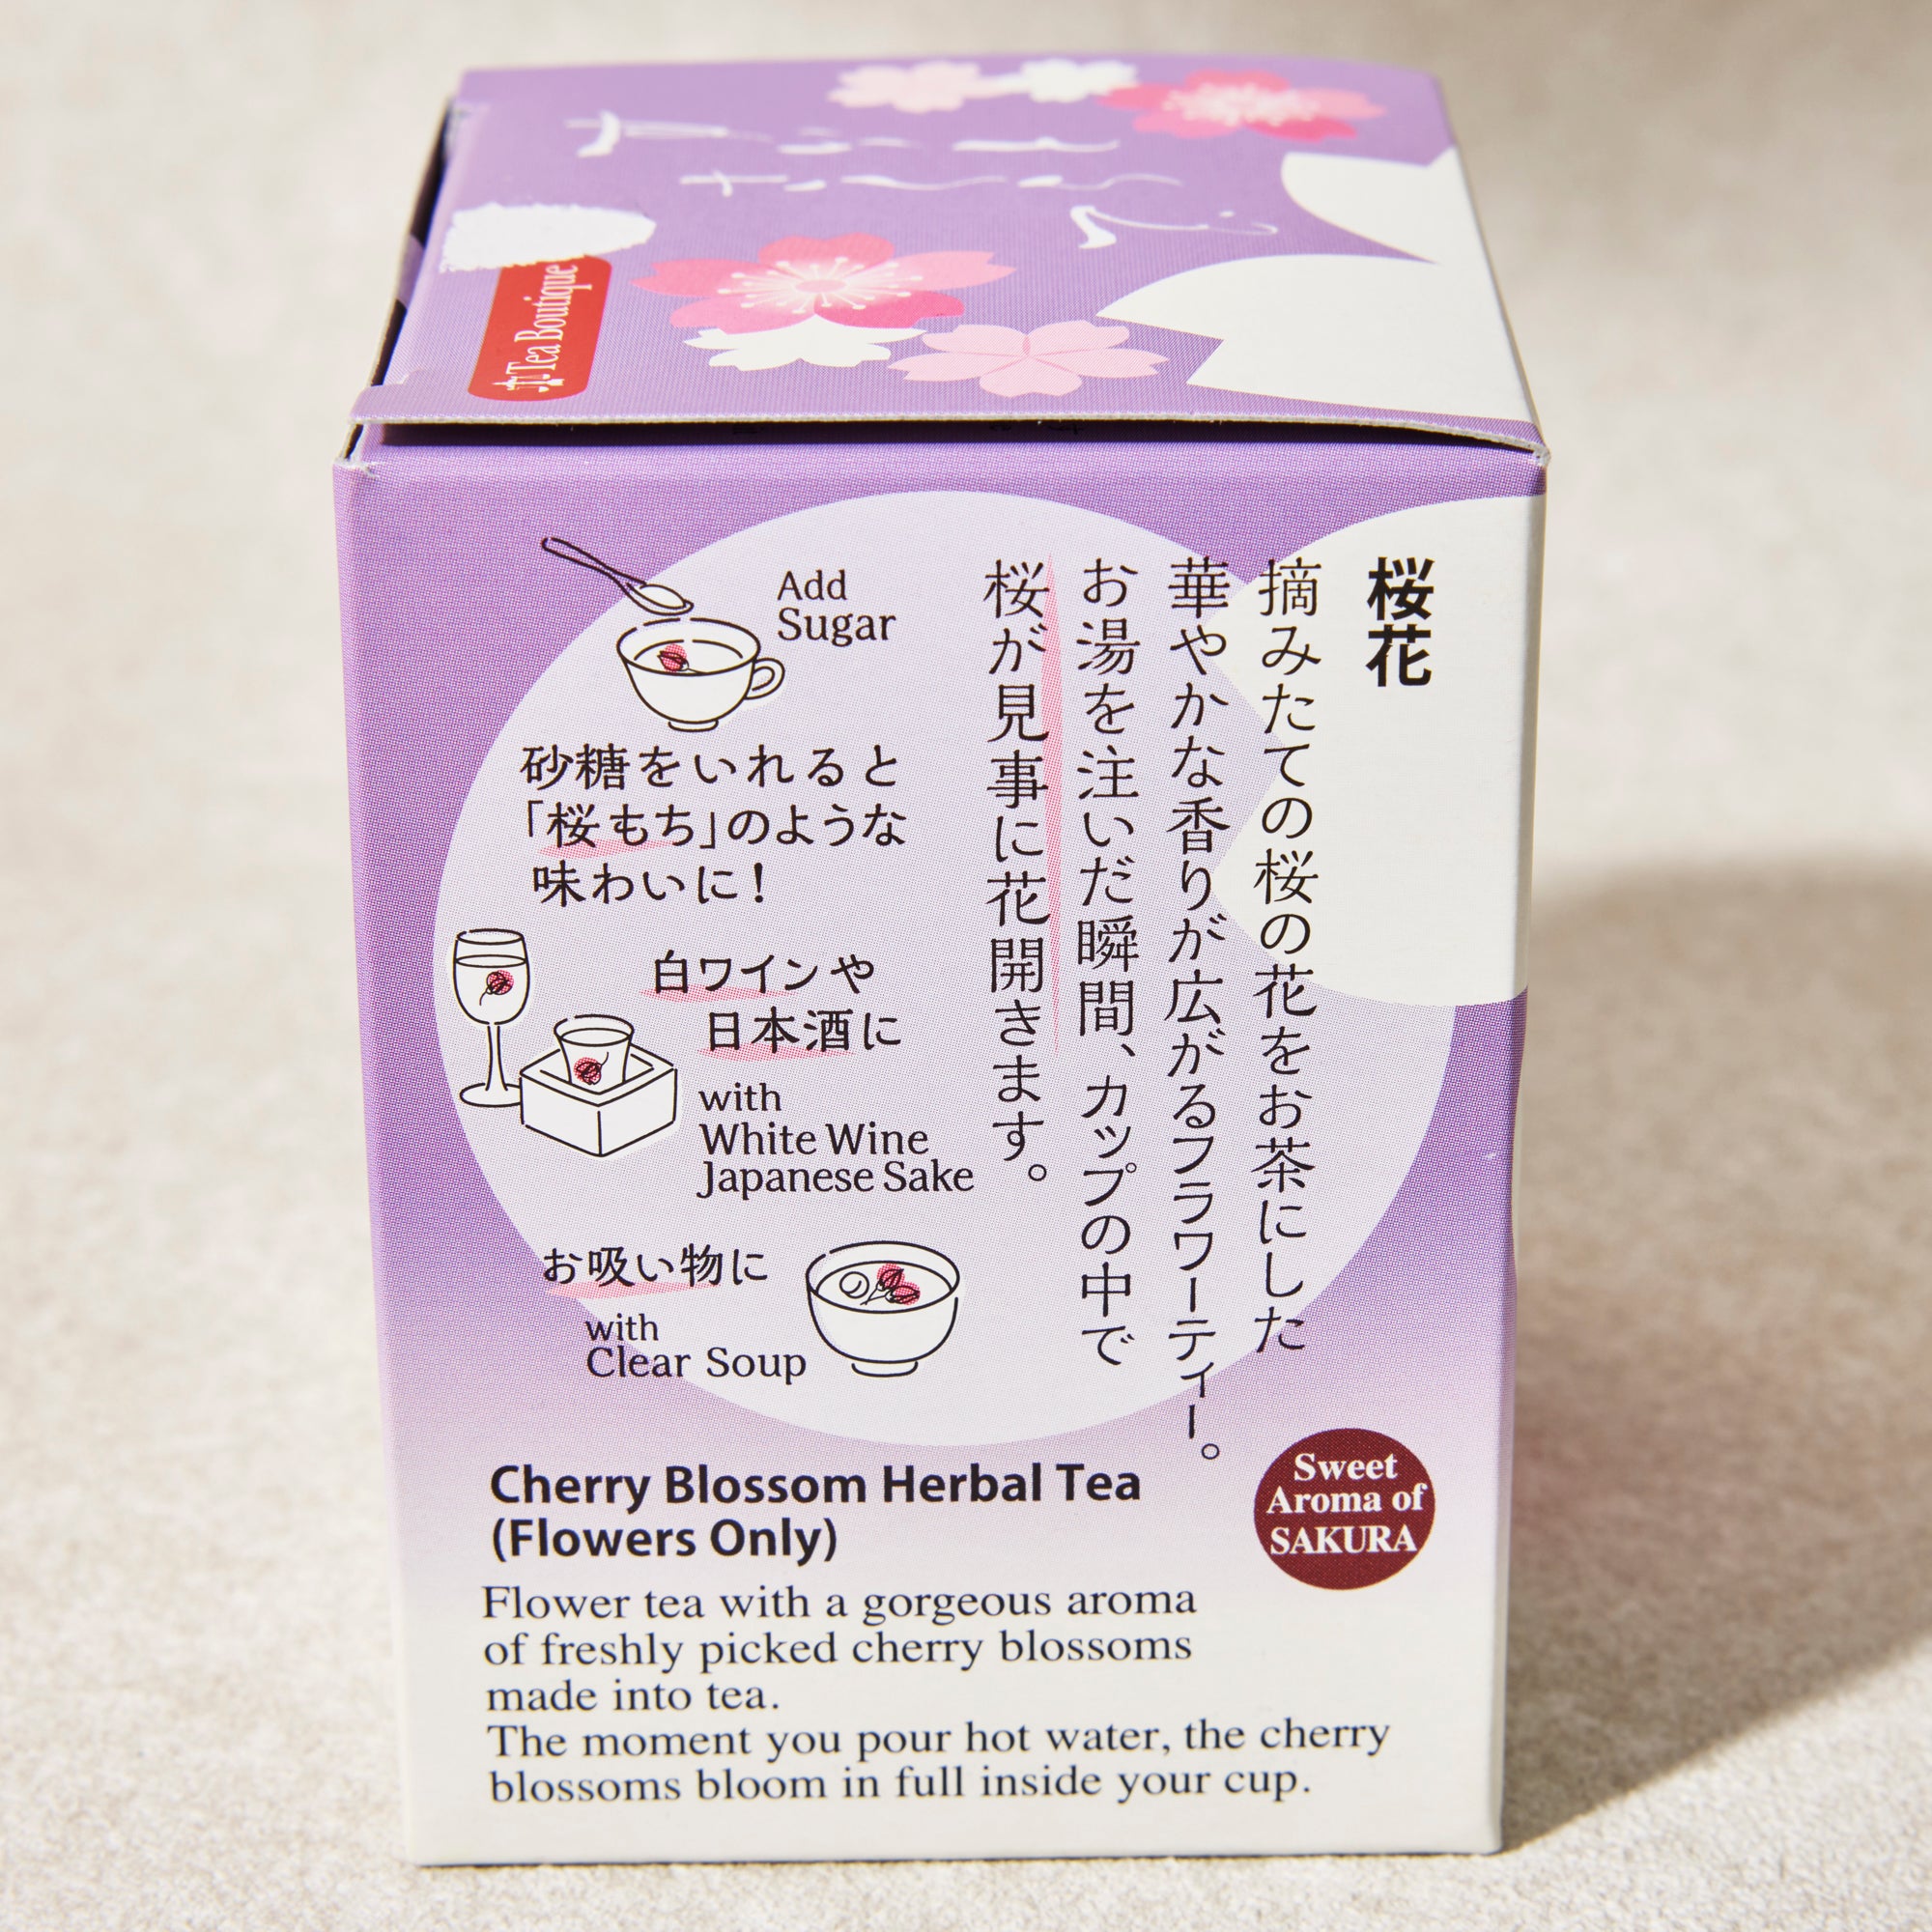 Tea Boutique
桜花
摘みたての桜の花をお茶にした
華やかな香りが広がるフラワーティー。
お湯を注いだ瞬間、カップの中で
桜が見事に花開きます。
Add
Sugar
砂糖をいれると
「桜もち」のような
味わいに!
白ワインや
日本酒に
with
White Wine
Japanese Sake
お吸い物に
with
Clear Soup
Cherry Blossom Herbal Tea
(Flowers Only)
Sweet
Aroma of
SAKURA
Flower tea with a gorgeous aroma
of freshly picked cherry blossoms
made into tea.
The moment you pour hot water, the cherry
blossoms bloom in full inside your cup.